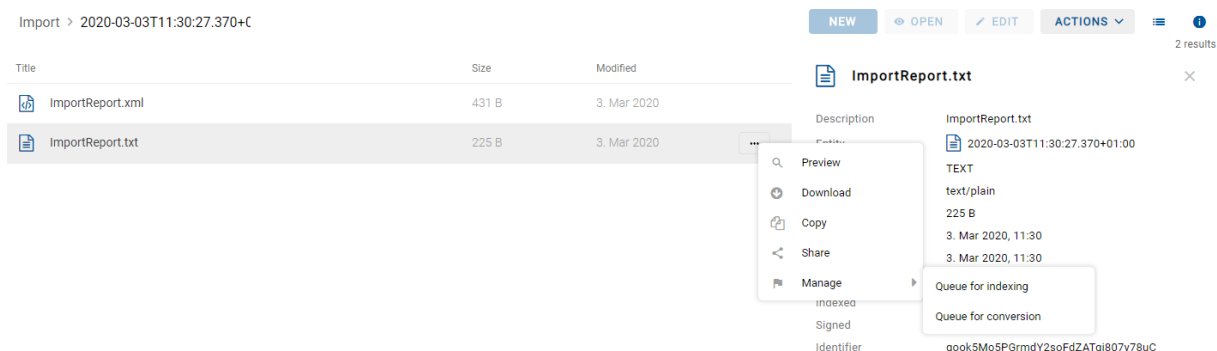 Import > 2020-03-03T11:30:27.370+0
NEW OPEN EDIT ACTIONS
2 results
Title Size Modified
ImportReport.xml 431 B 3. Mar 2020
ImportReport.txt 225 B 3. Mar 2020
ImportReport.txt
Description ImportReport.txt
Entity 2020-03-03T11:30:27.370+01:00
TEXT
text/plain
225 B
3. Mar 2020, 11:30
3. Mar 2020, 11:30
Preview
Download
Copy
Share
Manage
Queue for indexing
Queue for conversion
Indexed
Signed
Identifier